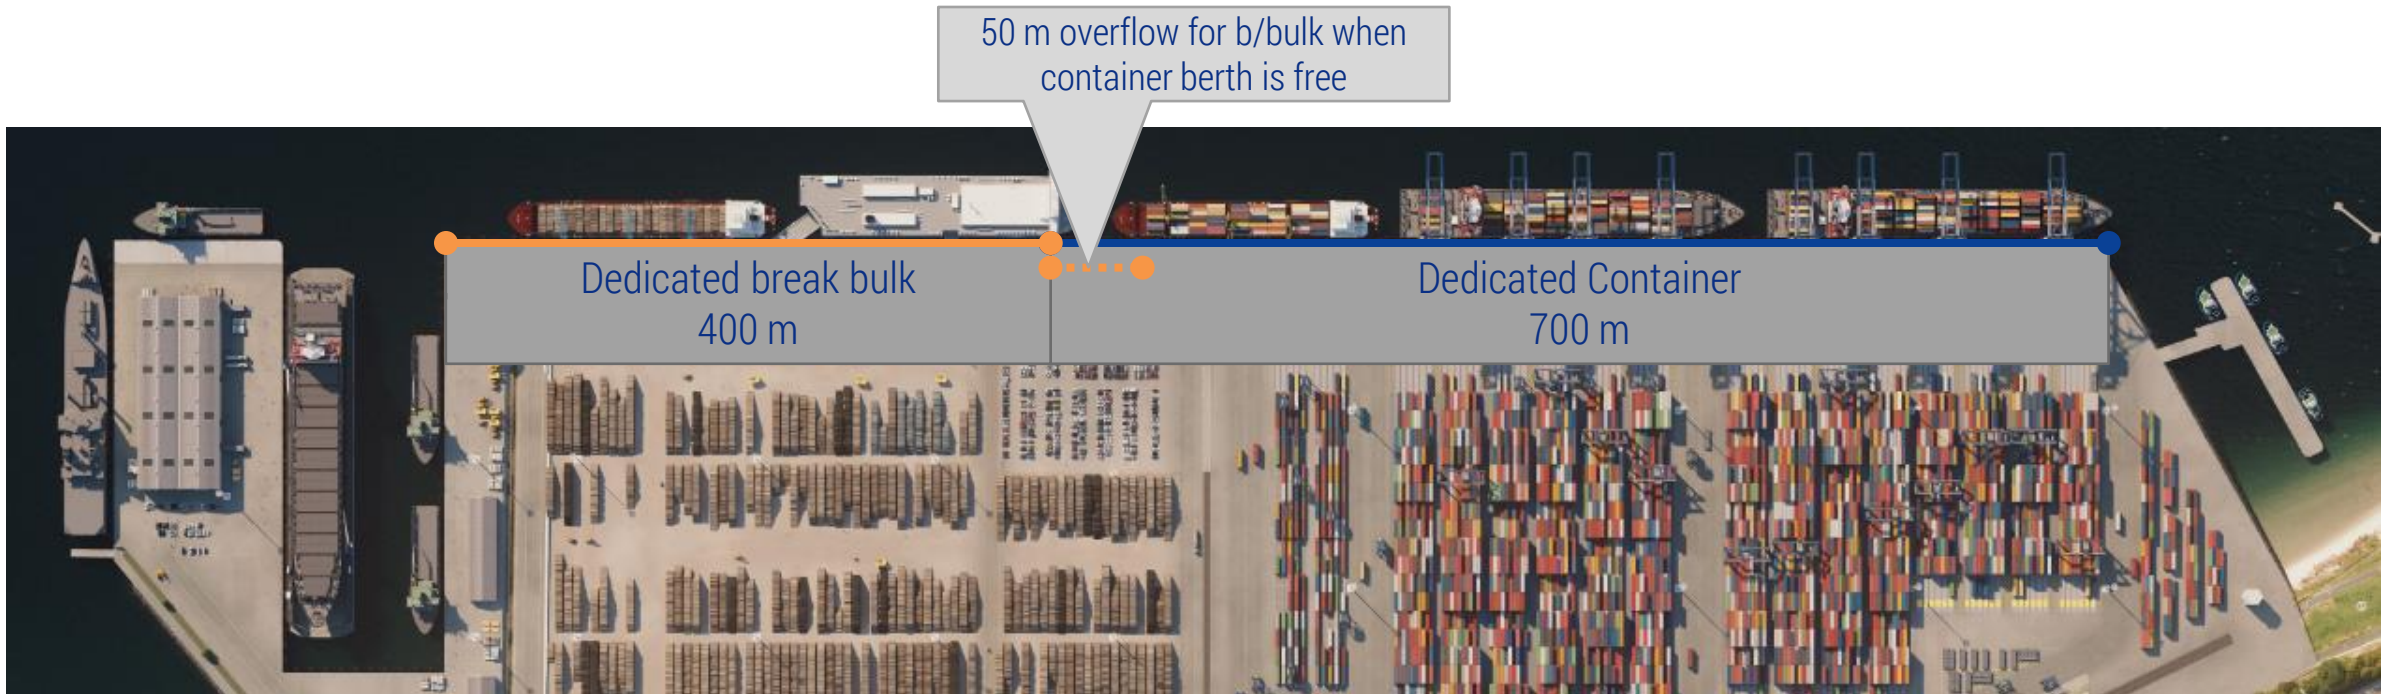 50 m overflow for b/bulk when
container berth is free
Dedicated break bulk
400 m
Dedicated Container
700 m